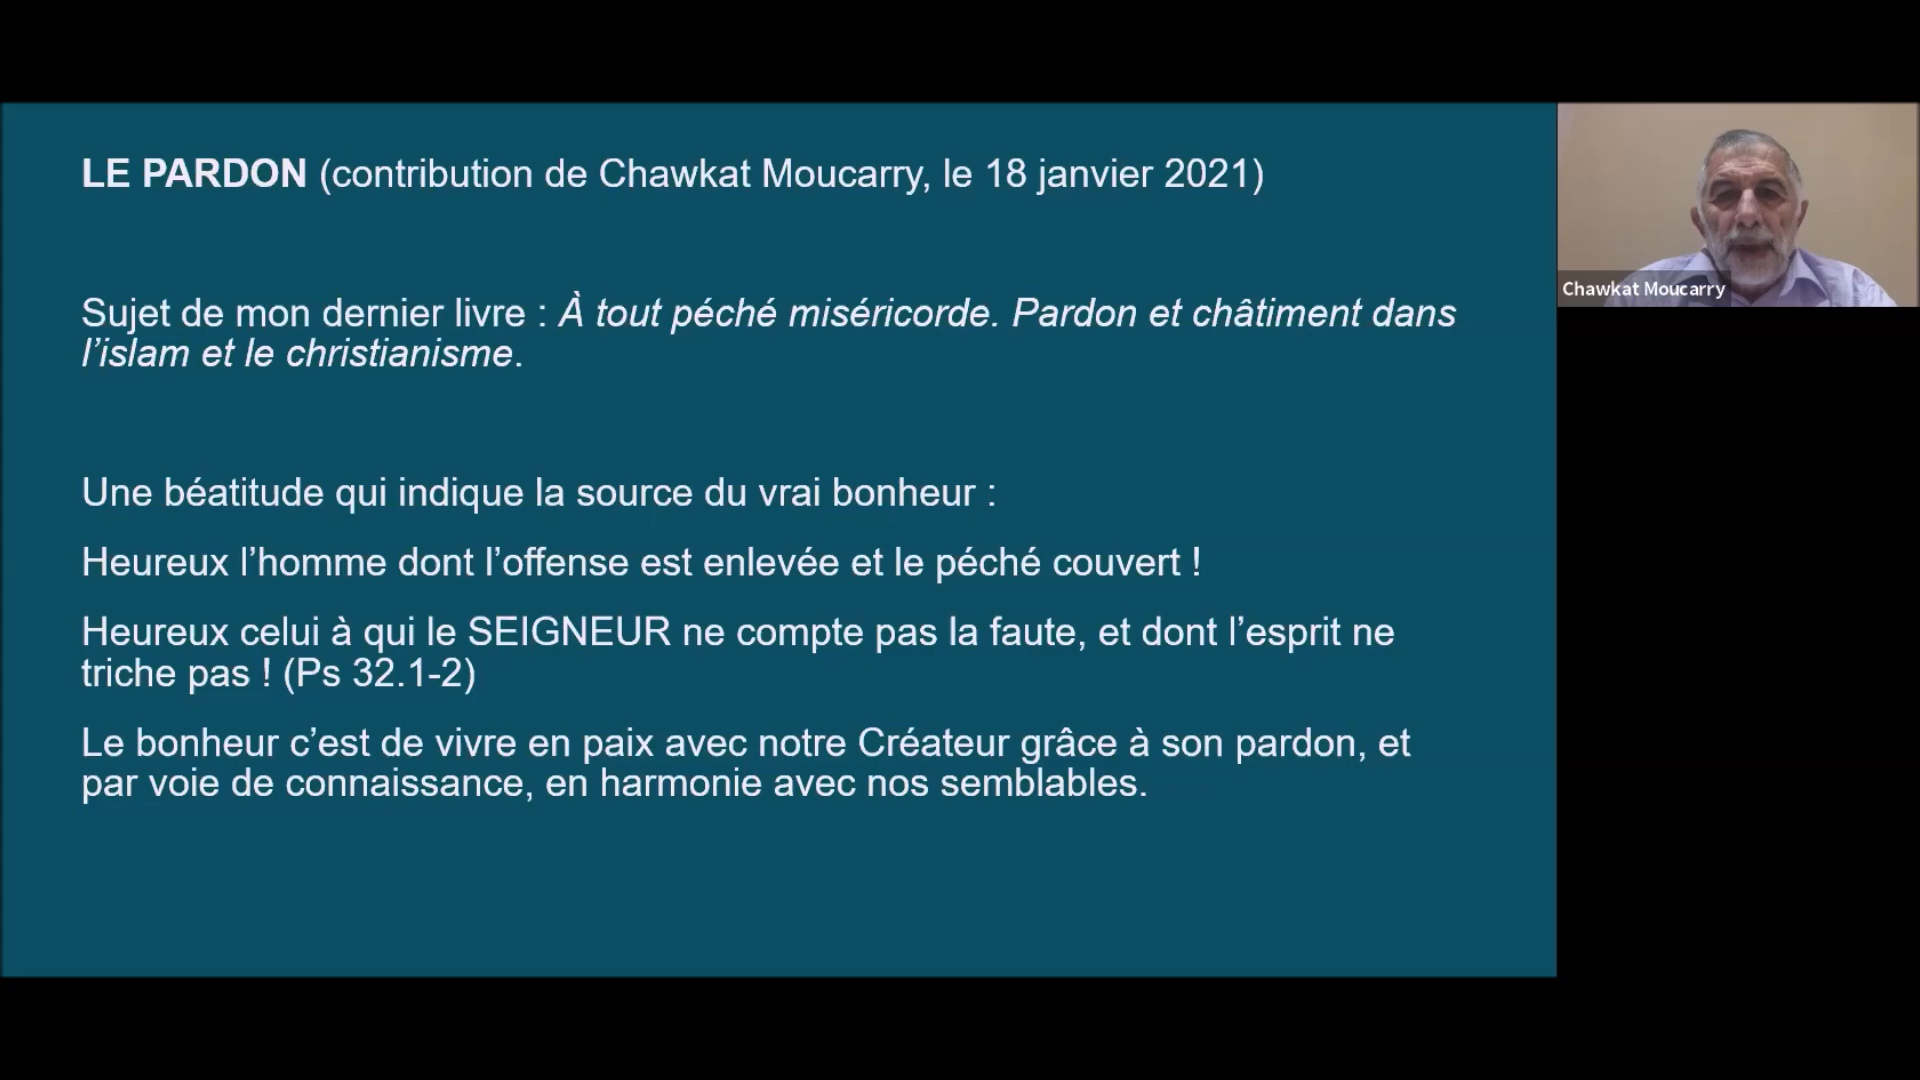 LE PARDON (contribution de Chawkat Moucarry, le 18 janvier 2021)
Sujet de mon dernier livre : À tout péché miséricorde. Pardon et châtiment dans
l’islam et le christianisme.
Une béatitude qui indique la source du vrai bonheur :
Heureux l’homme dont l’offense est enlevée et le péché couvert !
Heureux celui à qui le SEIGNEUR ne compte pas la faute, et dont l’esprit ne
triche pas ! (Ps 32.1-2)
Le bonheur c’est de vivre en paix avec notre Créateur grâce à son pardon, et
par voie de connaissance, en harmonie avec nos semblables.
Chawkat Moucarry